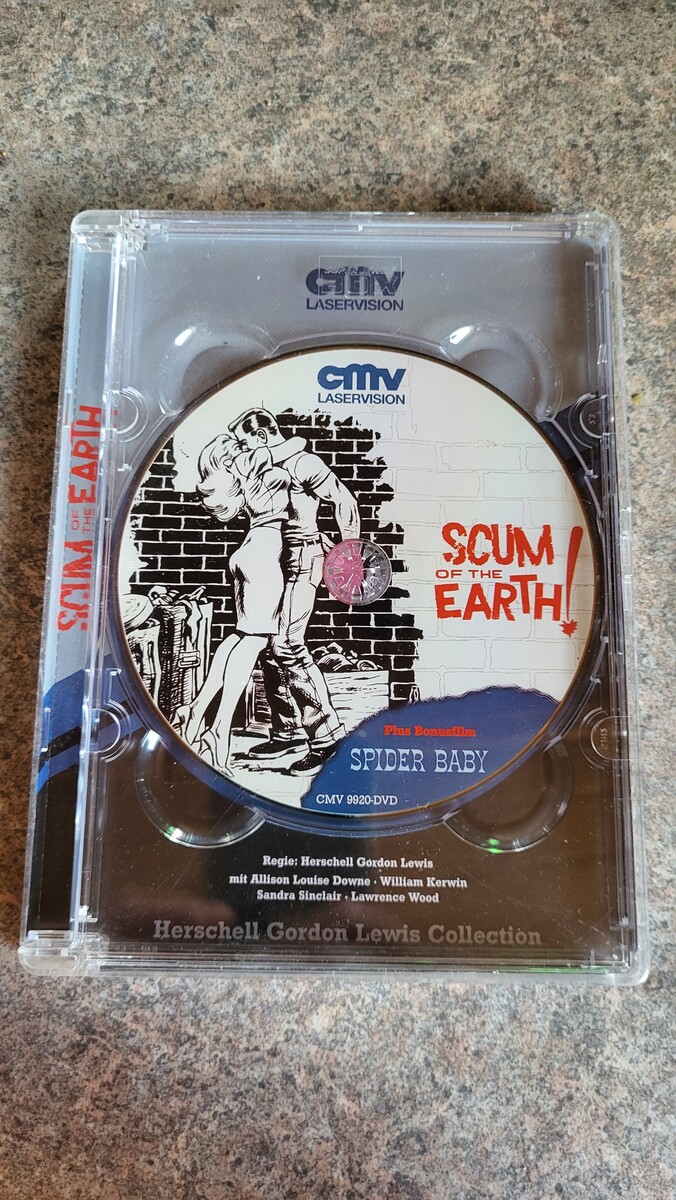 cmv
LASERVISION
cmv
LASERVISION
SCUM
OF THE
EARTH!
SCUM OF THE EARTH!
Plus Bonusfilm
SPIDER BABY
CMV 9920-DVD
Regie: Herschell Gordon Lewis
mit Allison Louise Downe · William Kerwin
Sandra Sinclair · Lawrence Wood
Herschell Gordon Lewis Collection